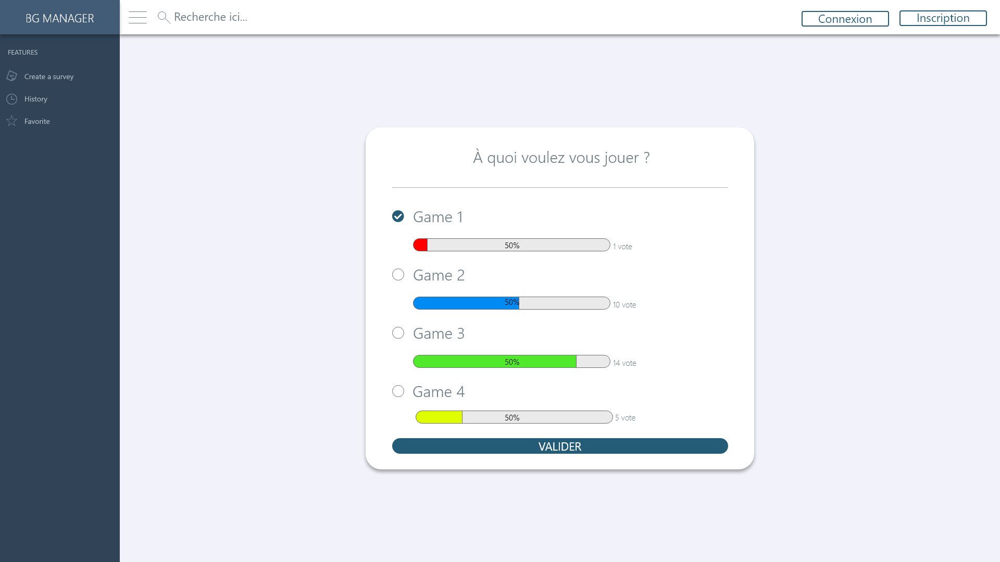 BG MANAGER
Recherche ici...
Connexion
Inscription
FEATURES
Create a survey
History
Favorite
À quoi voulez vous jouer ?
Game 1
50%
1 vote
Game 2
50%
10 vote
Game 3
50%
14 vote
Game 4
50%
5 vote
VALIDER